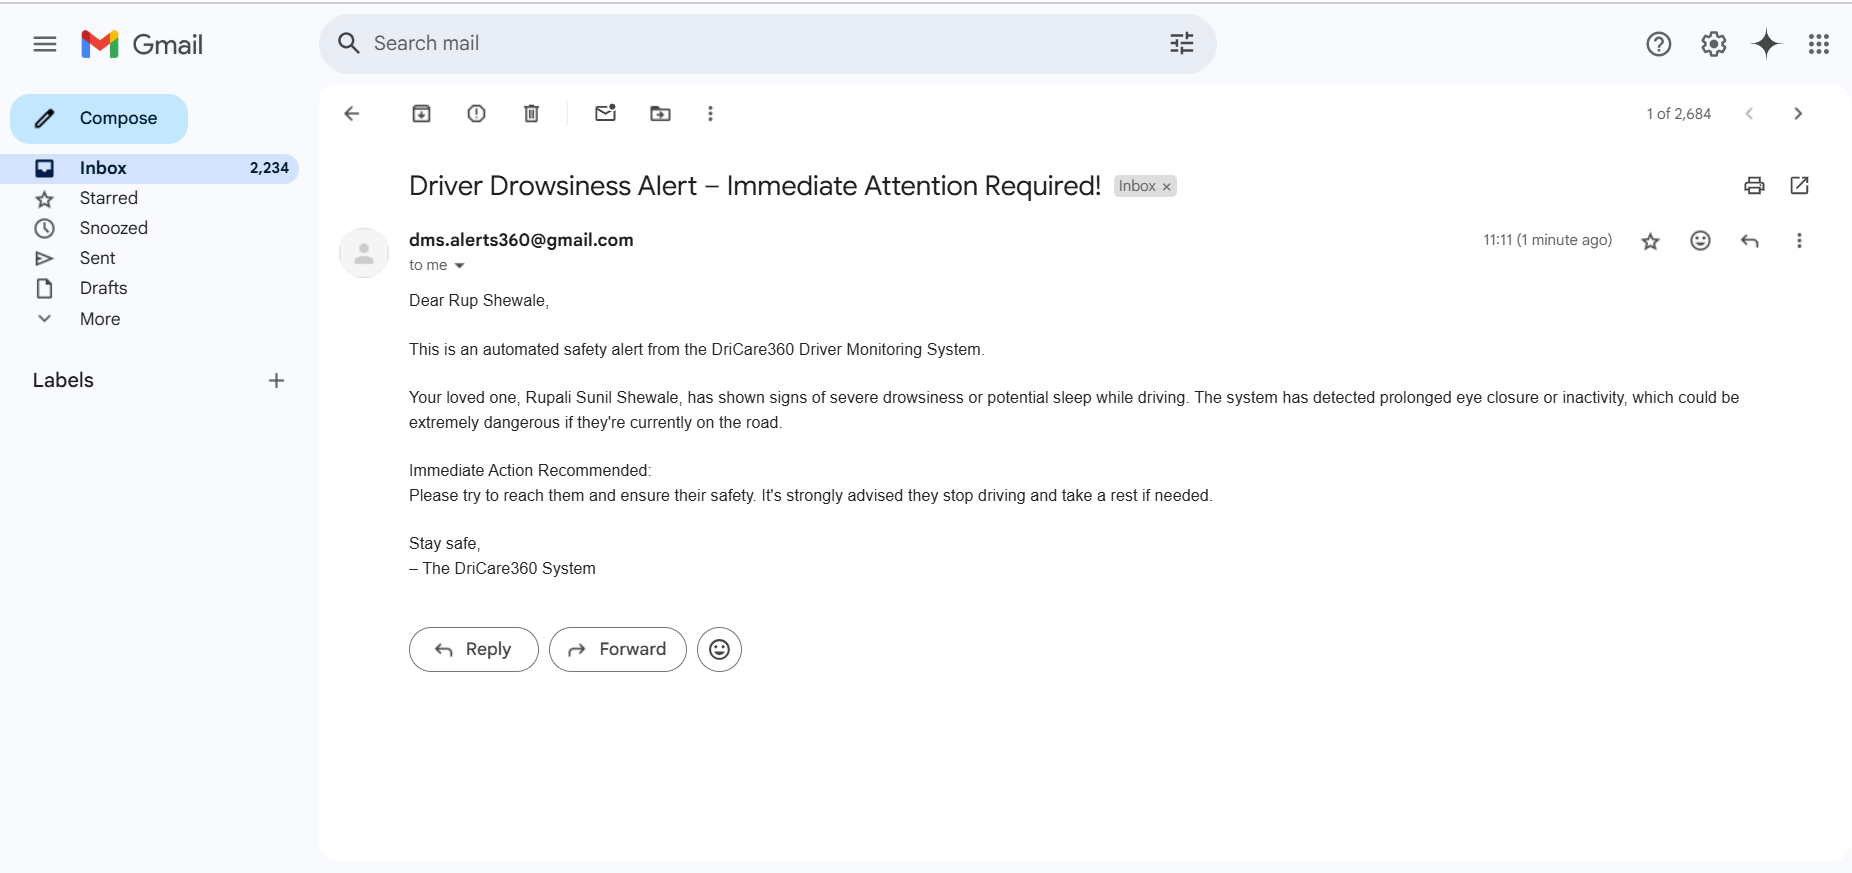 Gmail
Search mail
Compose
1 of 2,684
Inbox 2,234
Starred
Snoozed
Sent
Drafts
More
Labels
Driver Drowsiness Alert – Immediate Attention Required! Inbox ×
dms.alerts360@gmail.com 11:11 (1 minute ago)
to me
Dear Rup Shewale,
This is an automated safety alert from the DriCare360 Driver Monitoring System.
Your loved one, Rupali Sunil Shewale, has shown signs of severe drowsiness or potential sleep while driving. The system has detected prolonged eye closure or inactivity, which could be
extremely dangerous if they're currently on the road.
Immediate Action Recommended:
Please try to reach them and ensure their safety. It's strongly advised they stop driving and take a rest if needed.
Stay safe,
– The DriCare360 System
Reply Forward